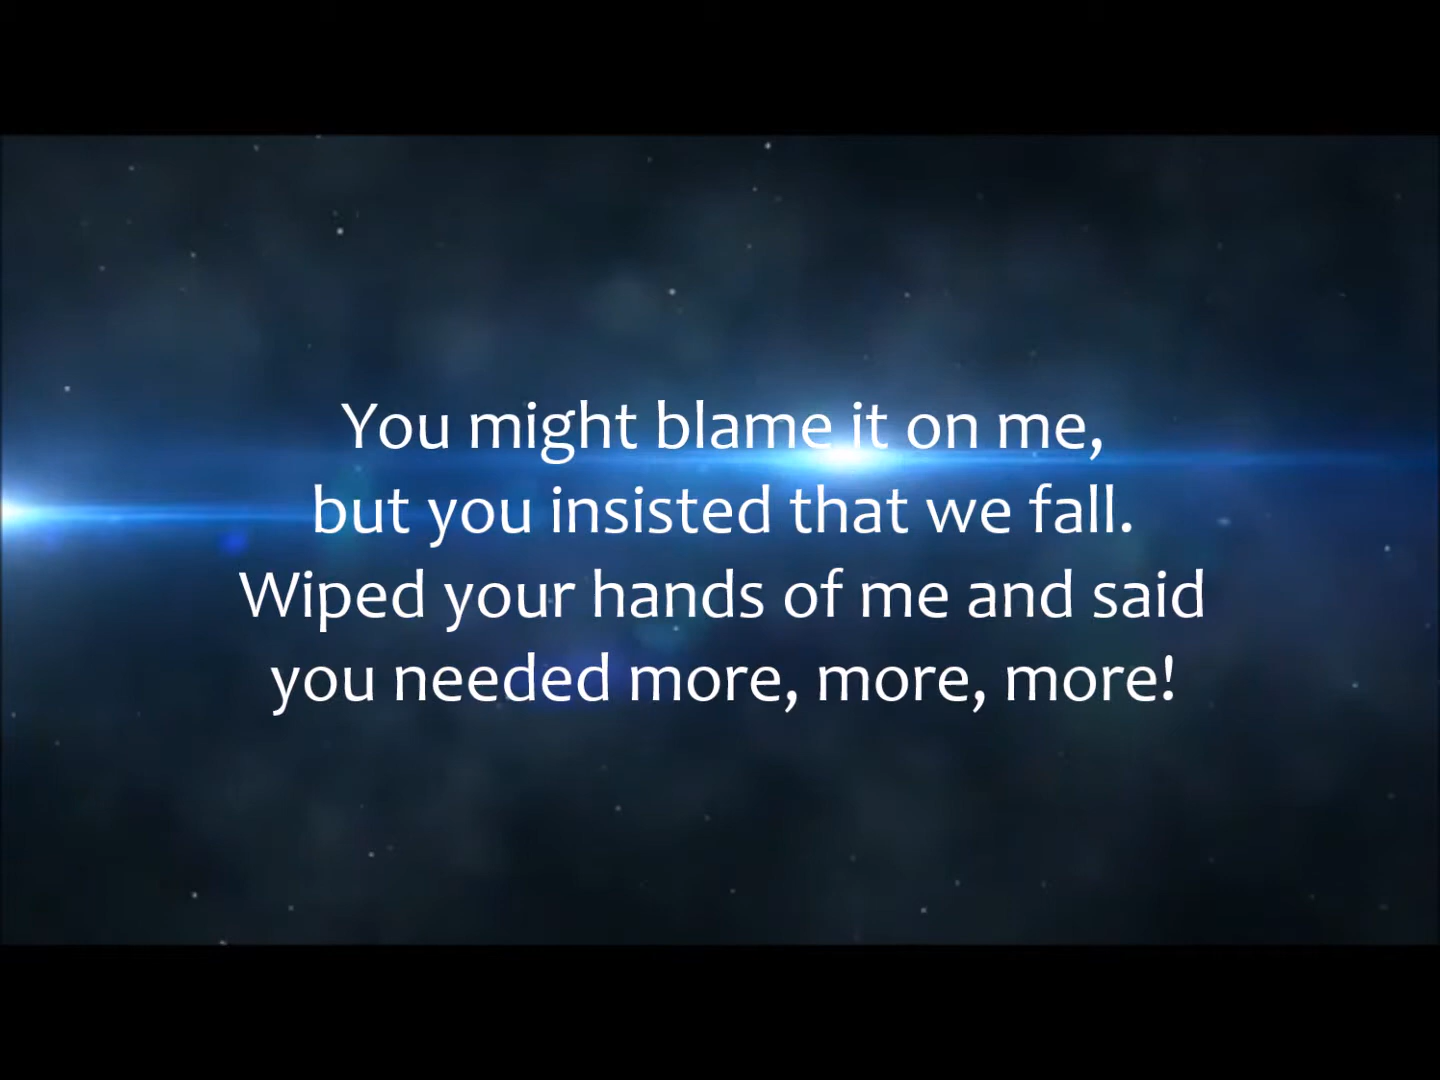 You might blame it on me,
but you insisted that we fall.
Wiped your hands of me and said
you needed more, more, more!